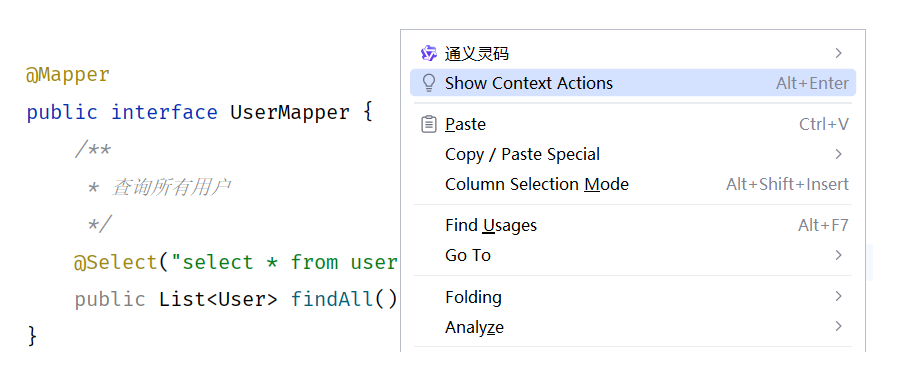 @Mapper
public interface UserMapper {
/**
* 查询所有用户
*/
@Select("select * from user
public List<User> findAll()
}
通义灵码
Show Context Actions Alt+Enter
Paste Ctrl+V
Copy / Paste Special
Column Selection Mode Alt+Shift+Insert
Find Usages Alt+F7
Go To
Folding
Analyze